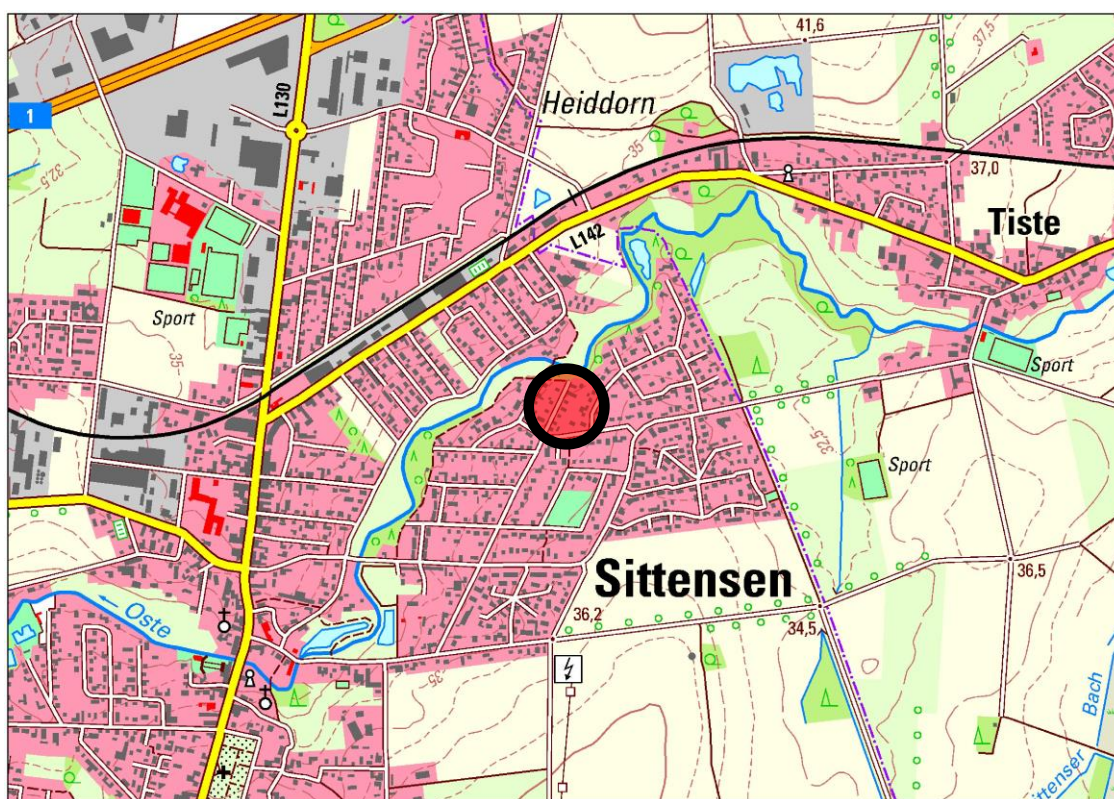 41,6
37,5
1
L130
Heiddorn
35
32,5
37,0
L142
Tiste
Sport
35
Sport
32,5
Sport
Sittensen
36,5
36,2
34,5
Oste
35
Bach
ittenser